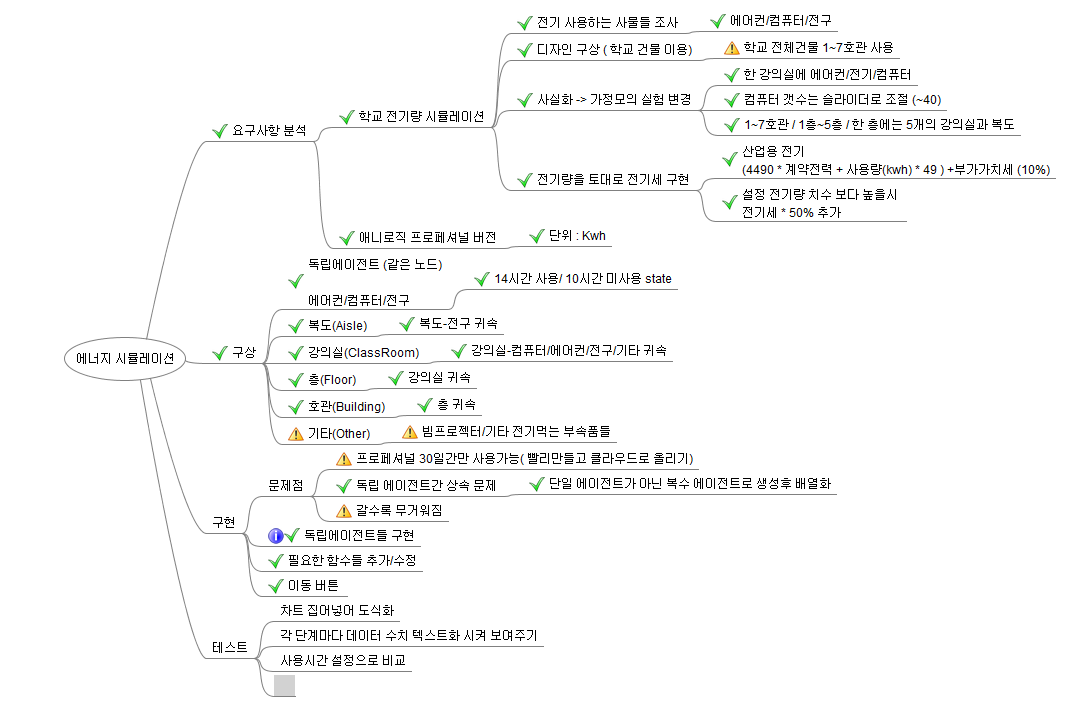 에너지 시뮬레이션
요구사항 분석
학교 전기량 시뮬레이션
전기 사용하는 사물들 조사
에어컨/컴퓨터/전구
디자인 구상 ( 학교 건물 이용)
학교 전체건물 1~7호관 사용
사실화 -> 가정모의 실험 변경
한 강의실에 에어컨/전기/컴퓨터
컴퓨터 갯수는 슬라이더로 조절 (~40)
1~7호관 / 1층~5층 / 한 층에는 5개의 강의실과 복도
전기량을 토대로 전기세 구현
산업용 전기
(4490 * 계약전력 + 사용량(kwh) * 49 ) +부가가치세 (10%)
설정 전기량 치수 보다 높을시
전기세 * 50% 추가
애니로직 프로페셔널 버젼
단위 : Kwh
구상
독립에이전트 (같은 노드)
에어컨/컴퓨터/전구
14시간 사용/ 10시간 미사용 state
복도(Aisle)
복도-전구 귀속
강의실(ClassRoom)
강의실-컴퓨터/에어컨/전구/기타 귀속
층(Floor)
강의실 귀속
호관(Building)
층 귀속
기타(Other)
빔프로젝터/기타 전기먹는 부속품들
구현
문제점
프로페셔널 30일간만 사용가능( 빨리만들고 클라우드로 올리기)
독립 에이전트간 상속 문제
단일 에이전트가 아닌 복수 에이전트로 생성후 배열화
갈수록 무거워짐
독립에이전트들 구현
필요한 함수들 추가/수정
이동 버튼
테스트
차트 집어넣어 도식화
각 단계마다 데이터 수치 텍스트화 시켜 보여주기
사용시간 설정으로 비교